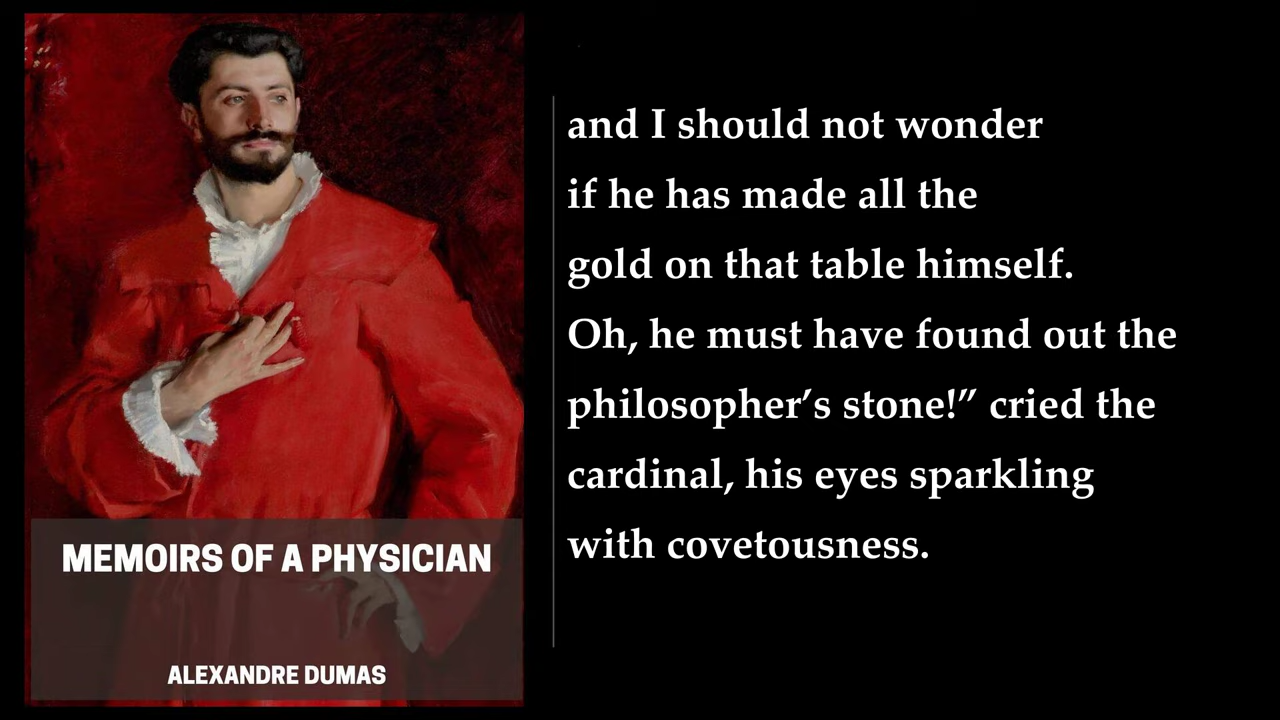 MEMOIRS OF A PHYSICIAN
ALEXANDRE DUMAS
and I should not wonder
if he has made all the
gold on that table himself.
Oh, he must have found out the
philosopher’s stone!” cried the
cardinal, his eyes sparkling
with covetousness.